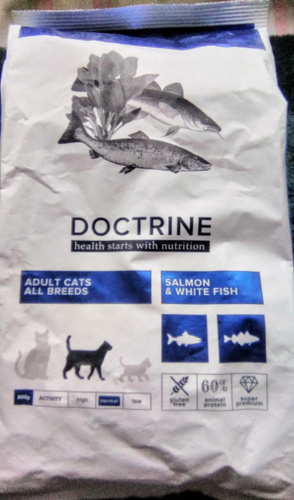 DOCTRINE
health starts with nutrition
ADULT CATS
ALL BREEDS
SALMON
& WHITE FISH
800g ACTIVITY high normal low
gluten
free
60%
animal
protein
super
premium